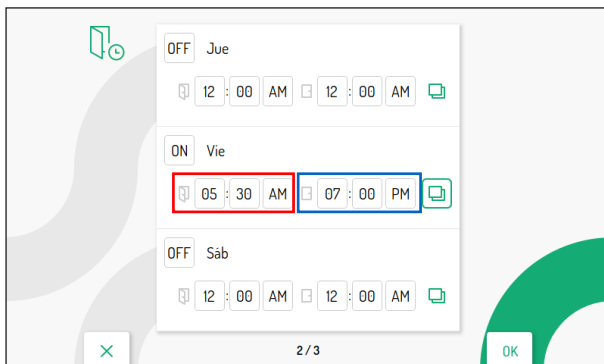 OFF Jue
12 : 00 AM 12 : 00 AM
ON Vie
05 : 30 AM 07 : 00 PM
OFF Sáb
12 : 00 AM 12 : 00 AM
2 / 3
OK